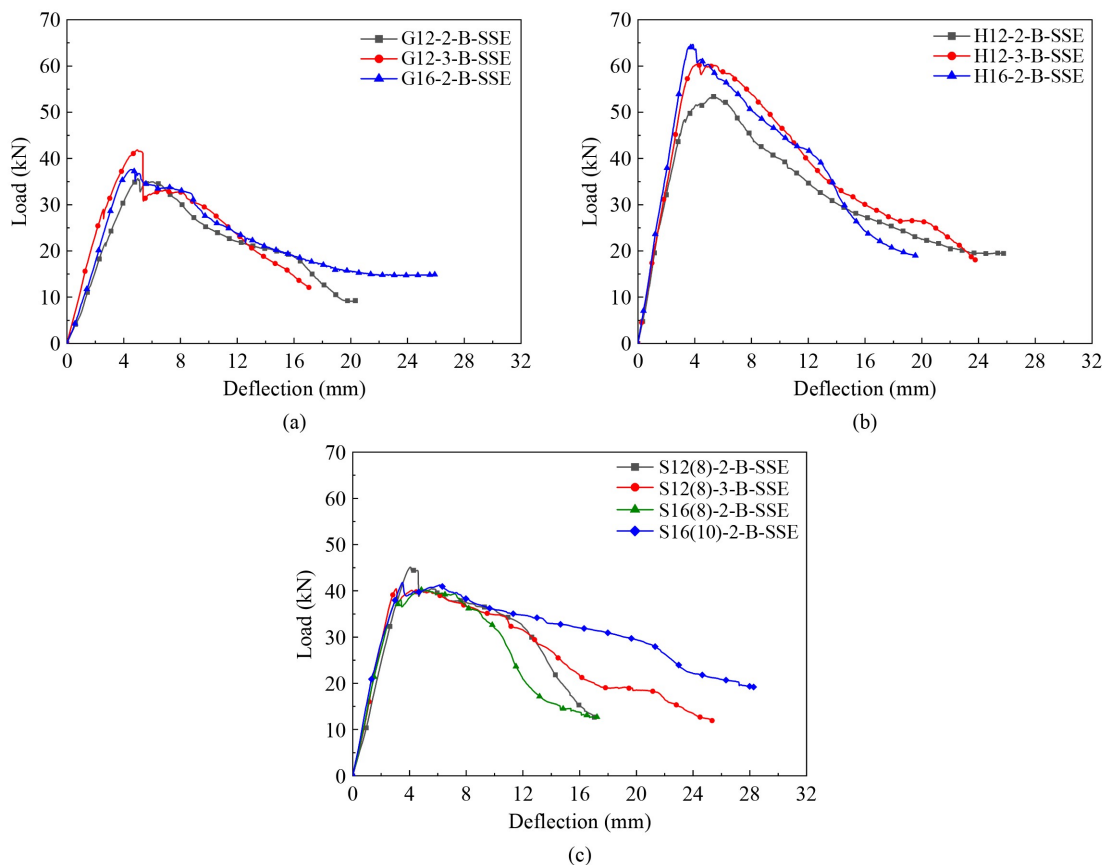 70
60
50
40
30
20
10
0
Load (kN)
G12-2-B-SSE
G12-3-B-SSE
G16-2-B-SSE
0 4 8 12 16 20 24 28 32
Deflection (mm)
(a)
70
60
50
40
30
20
10
0
Load (kN)
H12-2-B-SSE
H12-3-B-SSE
H16-2-B-SSE
0 4 8 12 16 20 24 28 32
Deflection (mm)
(b)
70
60
50
40
30
20
10
0
Load (kN)
S12(8)-2-B-SSE
S12(8)-3-B-SSE
S16(8)-2-B-SSE
S16(10)-2-B-SSE
0 4 8 12 16 20 24 28 32
Deflection (mm)
(c)